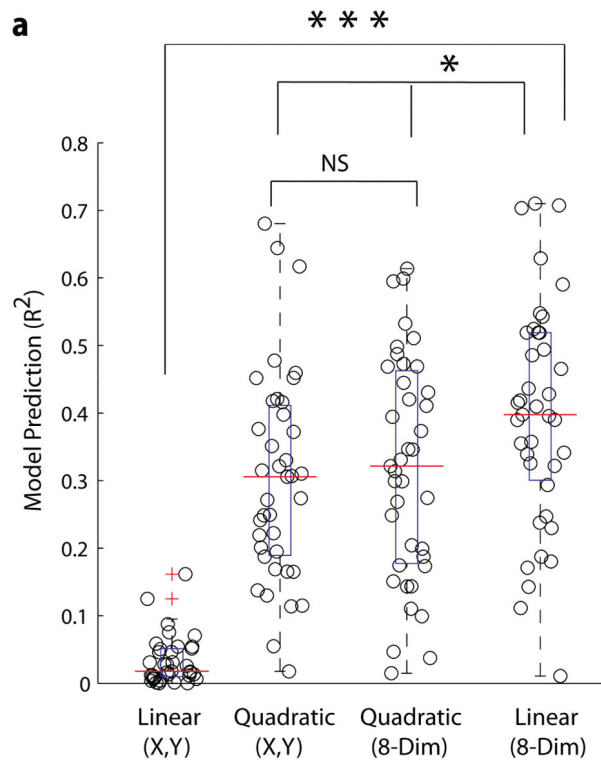 a
***
*
NS
0.8
0.7
0.6
0.5
0.4
0.3
0.2
0.1
0
Model Prediction (R²)
Linear Quadratic Quadratic Linear
(X,Y) (X,Y) (8-Dim) (8-Dim)